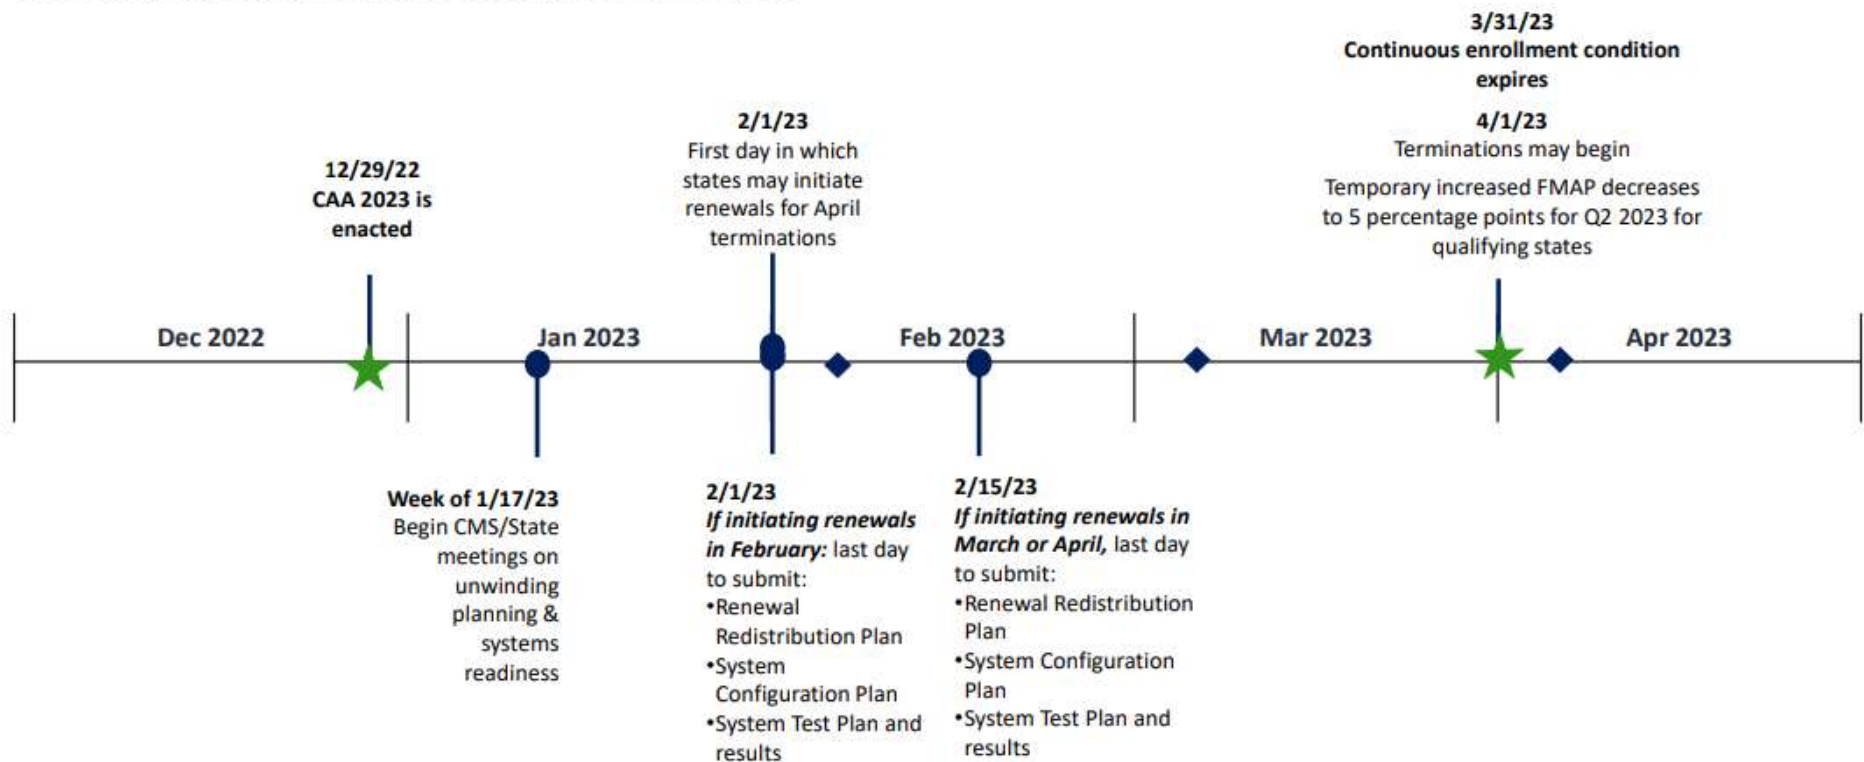 3/31/23
Continuous enrollment condition
expires
4/1/23
Terminations may begin
Temporary increased FMAP decreases
to 5 percentage points for Q2 2023 for
qualifying states
2/1/23
First day in which
states may initiate
renewals for April
terminations
12/29/22
CAA 2023 is
enacted
Dec 2022
Jan 2023
Feb 2023
Mar 2023
Apr 2023
Week of 1/17/23
Begin CMS/State
meetings on
unwinding
planning &
systems
readiness
2/1/23
If initiating renewals
in February: last day
to submit:
•Renewal
Redistribution Plan
•System
Configuration Plan
•System Test Plan and
results
2/15/23
If initiating renewals in
March or April, last day
to submit:
•Renewal Redistribution
Plan
•System Configuration
Plan
•System Test Plan and
results